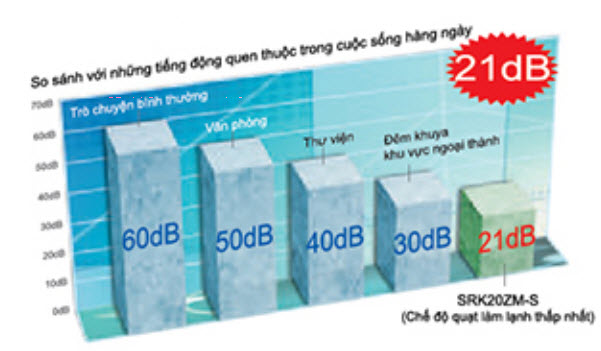 So sánh với những tiếng động quen thuộc trong cuộc sống hàng ngày
21dB
70dB
60dB
50dB
40dB
30dB
20dB
10dB
0dB
Trò chuyện bình thường
Văn phòng
Thư viện
Đêm khuya
khu vực ngoại thành
60dB
50dB
40dB
30dB
21dB
SRK20ZM-S
(Chế độ quạt làm lạnh thấp nhất)